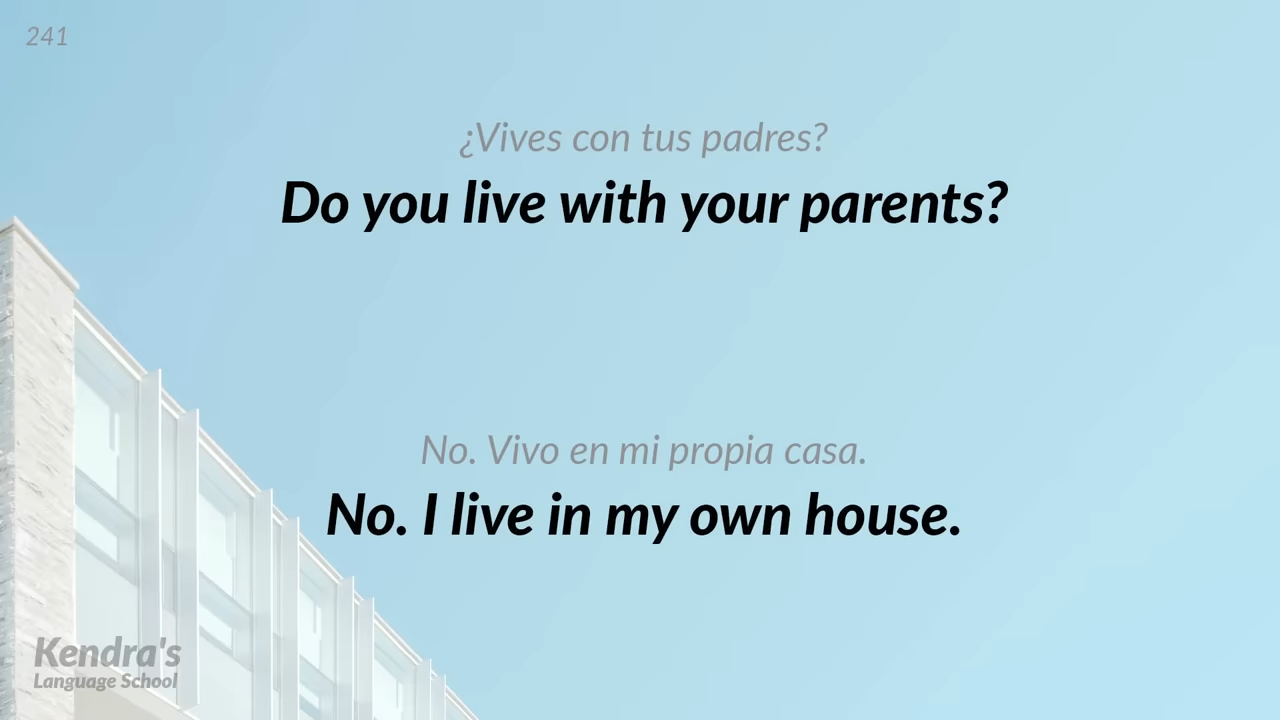 241
¿Vives con tus padres?
Do you live with your parents?
No. Vivo en mi propia casa.
No. I live in my own house.
Kendra's
Language School